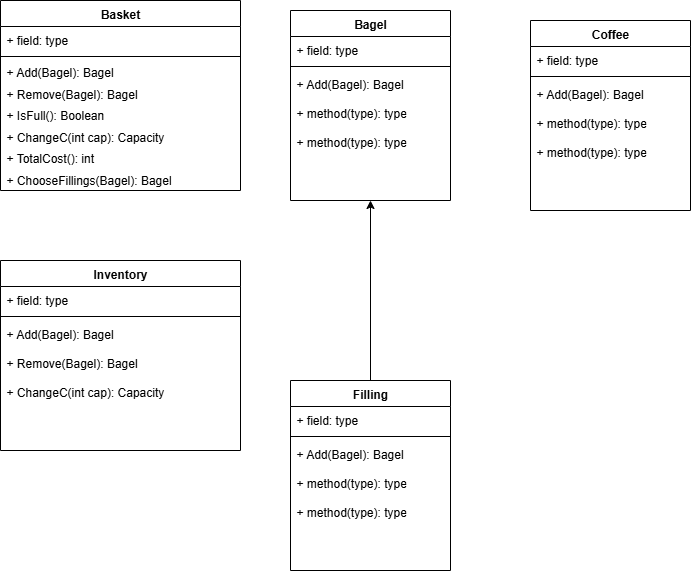 Basket
+ field: type
+ Add(Bagel): Bagel
+ Remove(Bagel): Bagel
+ IsFull(): Boolean
+ ChangeC(int cap): Capacity
+ TotalCost(): int
+ ChooseFillings(Bagel): Bagel
Bagel
+ field: type
+ Add(Bagel): Bagel
+ method(type): type
+ method(type): type
Coffee
+ field: type
+ Add(Bagel): Bagel
+ method(type): type
+ method(type): type
Inventory
+ field: type
+ Add(Bagel): Bagel
+ Remove(Bagel): Bagel
+ ChangeC(int cap): Capacity
Filling
+ field: type
+ Add(Bagel): Bagel
+ method(type): type
+ method(type): type